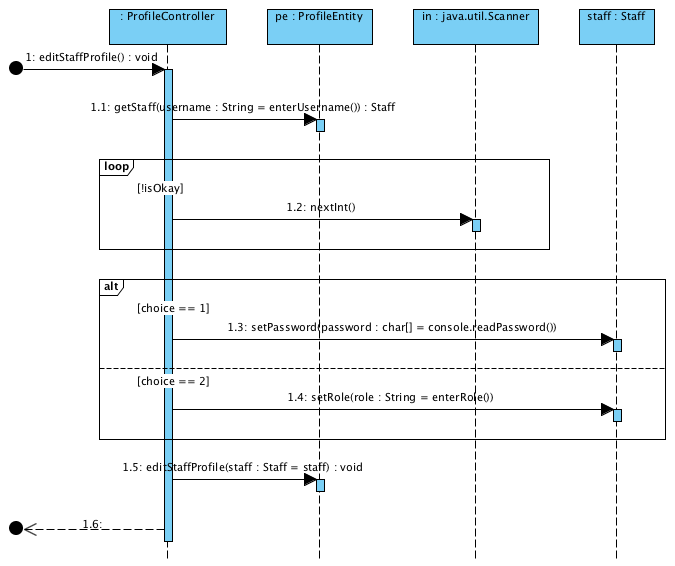 : ProfileController
pe : ProfileEntity
in : java.util.Scanner
staff : Staff
1: editStaffProfile() : void
1.1: getStaff(username : String = enterUsername()) : Staff
loop
[!isOkay]
1.2: nextInt()
alt
[choice == 1]
1.3: setPassword(password : char[] = console.readPassword())
[choice == 2]
1.4: setRole(role : String = enterRole())
1.5: editStaffProfile(staff : Staff = staff) : void
1.6: